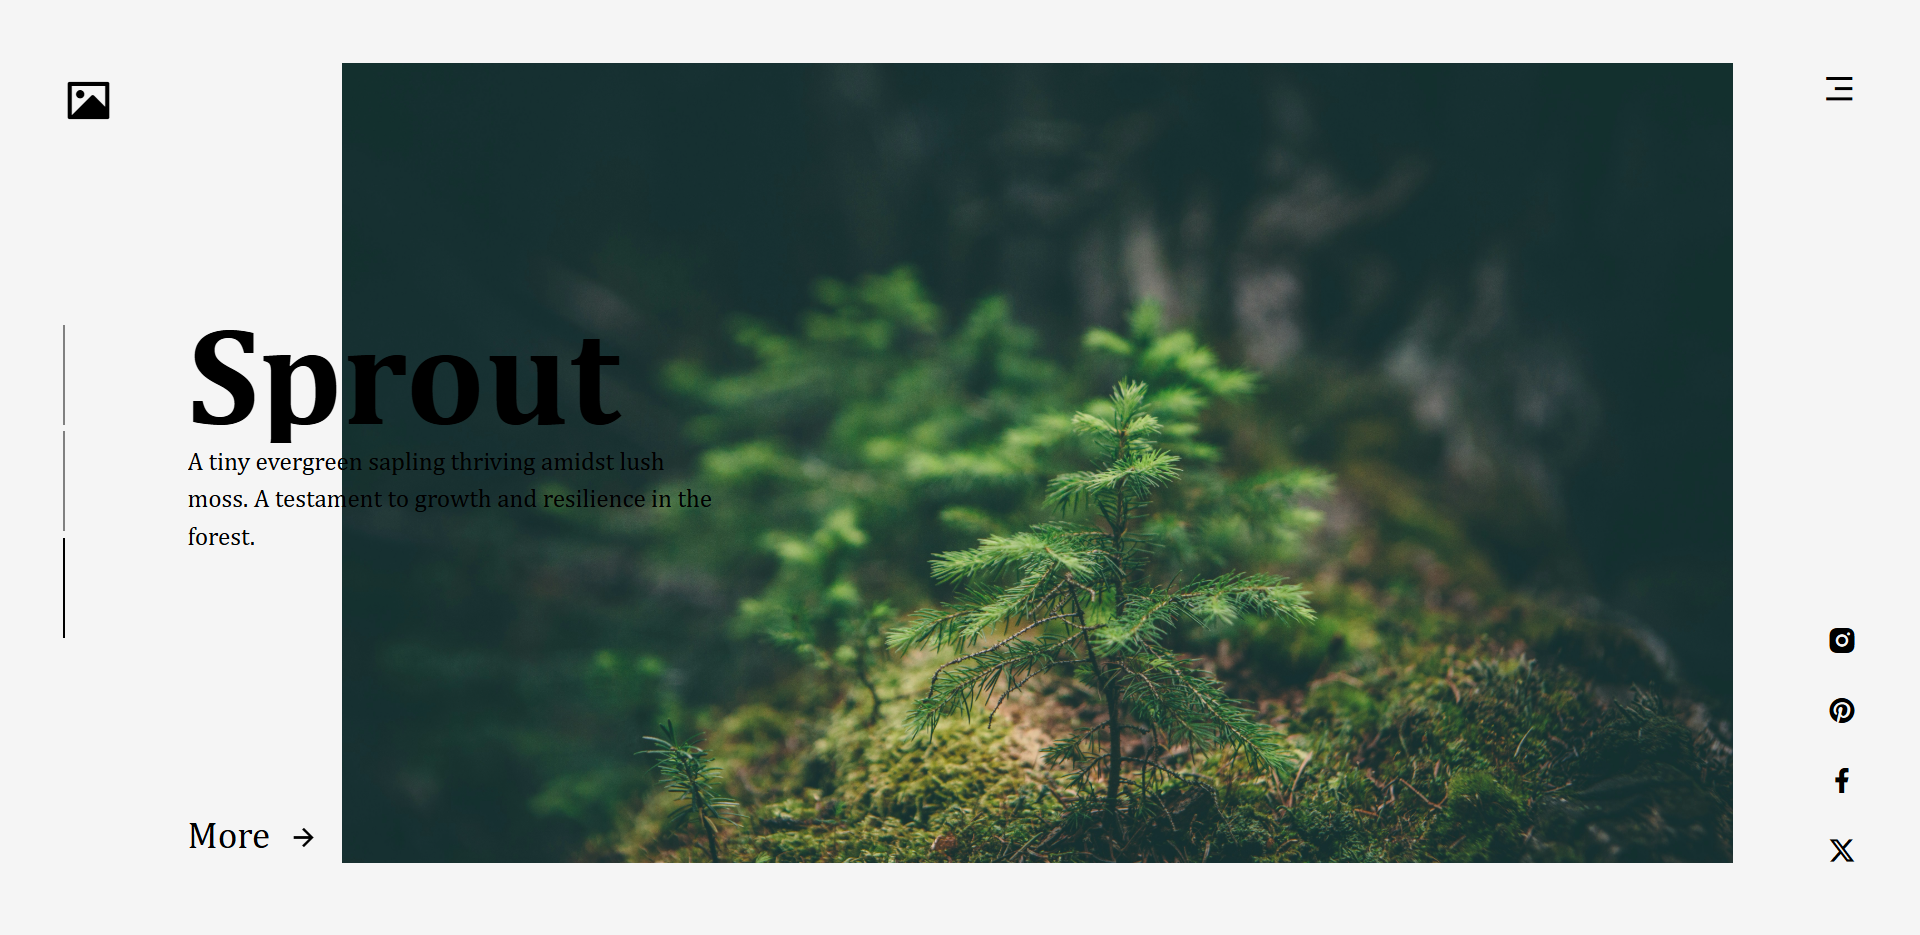 Sprout
A tiny evergreen sapling thriving amidst lush
moss. A testament to growth and resilience in the
forest.
More